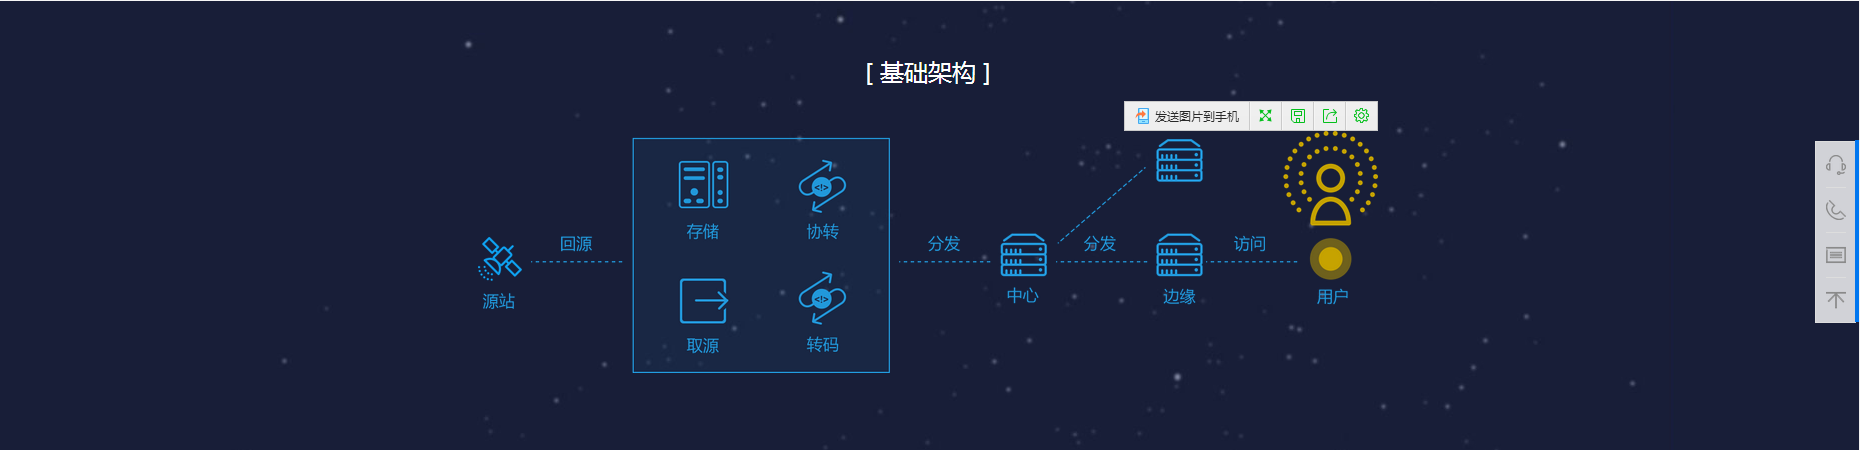 [ 基础架构 ]
发送图片到手机
存储
协转
回源
分发
分发
访问
源站
中心
边缘
用户
取源
转码